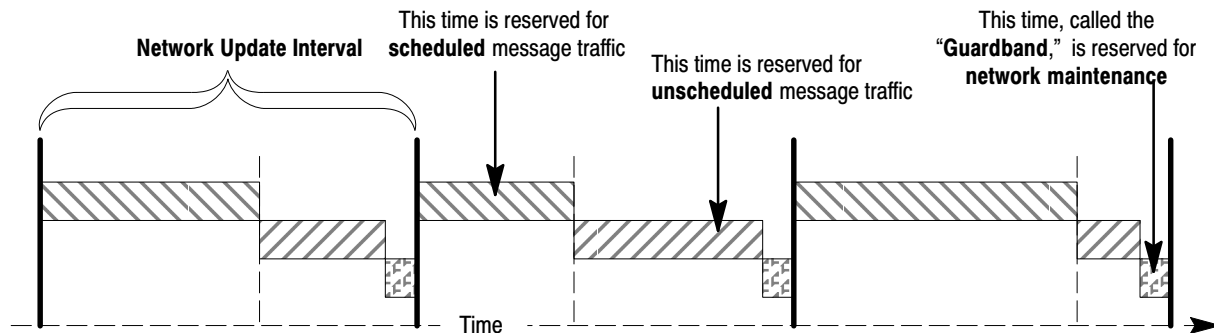 Network Update Interval
This time is reserved for
scheduled message traffic
This time is reserved for
unscheduled message traffic
This time, called the
“Guardband,” is reserved for
network maintenance
Time